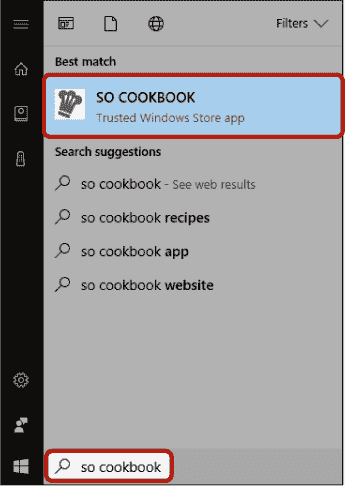 Filters
Best match
SO COOKBOOK
Trusted Windows Store app
Search suggestions
so cookbook - See web results
so cookbook recipes
so cookbook app
so cookbook website
so cookbook